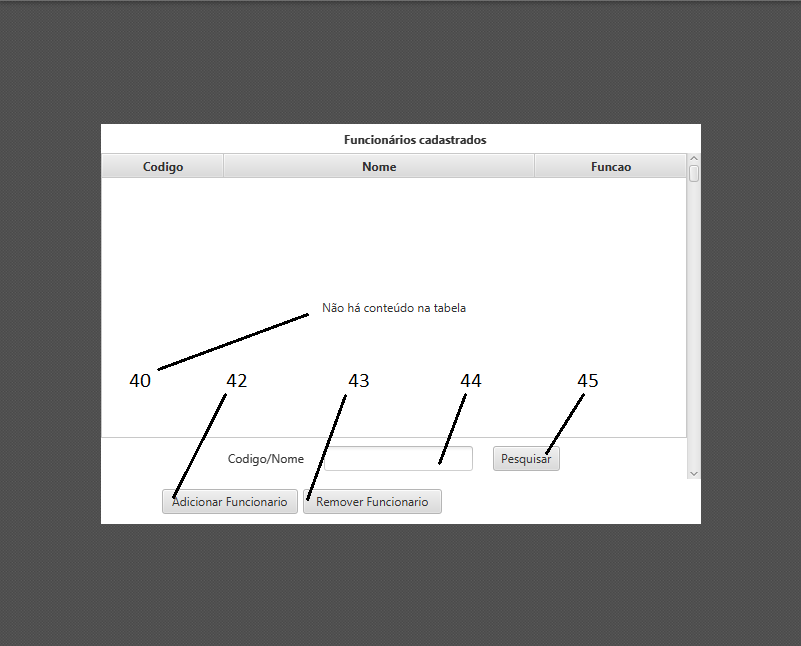 Funcionários cadastrados
Codigo Nome Funcao
Não há conteúdo na tabela
40 42 43 44 45
Codigo/Nome Pesquisar
Adicionar Funcionario Remover Funcionario